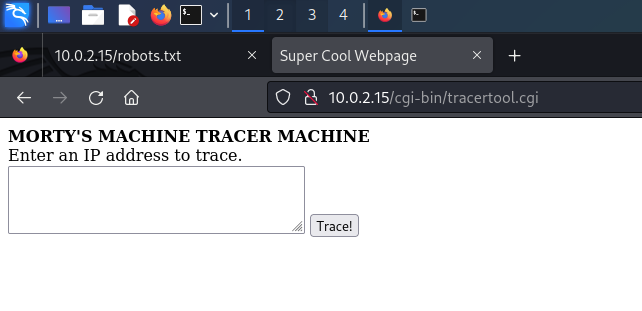 1 2 3 4
10.0.2.15/robots.txt Super Cool Webpage
10.0.2.15/cgi-bin/tracertool.cgi
MORTY'S MACHINE TRACER MACHINE
Enter an IP address to trace.
Trace!